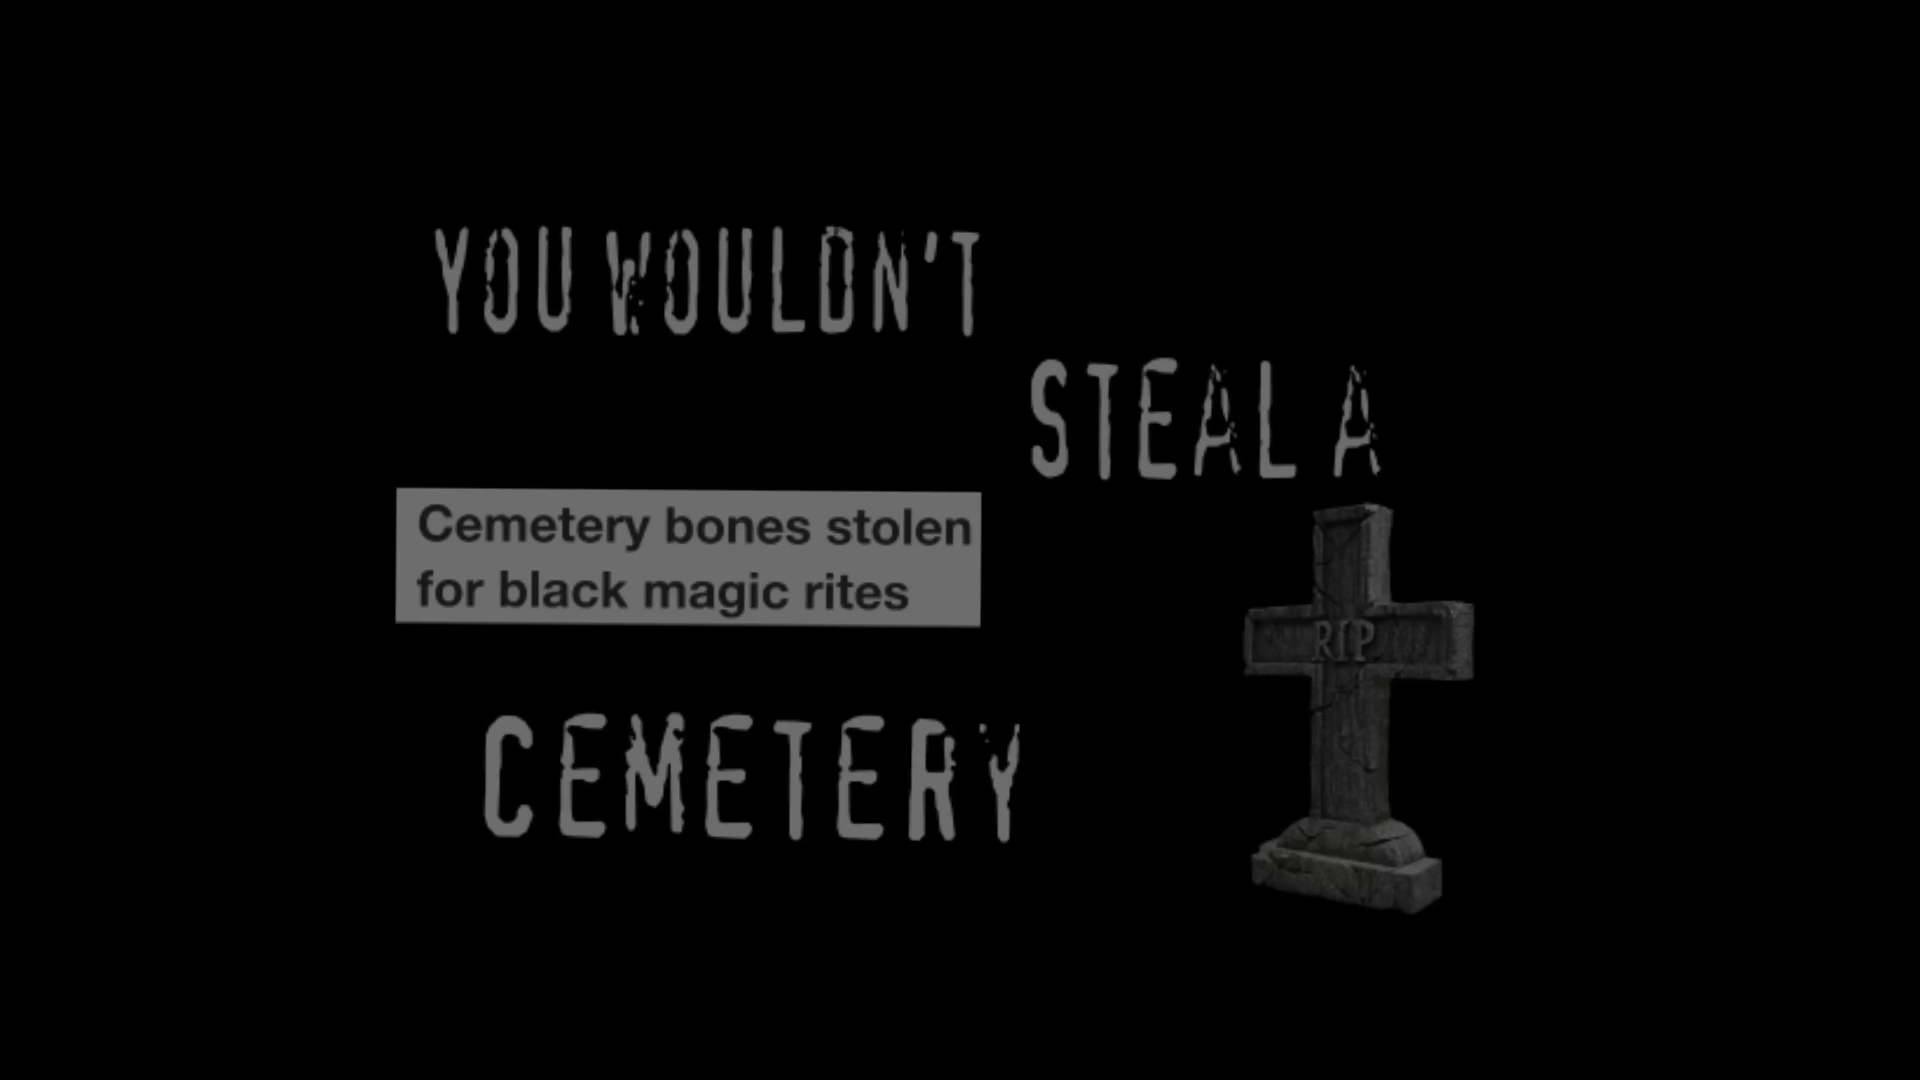 YOU WOULDN'T
STEAL A
Cemetery bones stolen
for black magic rites
RIP
CEMETERY